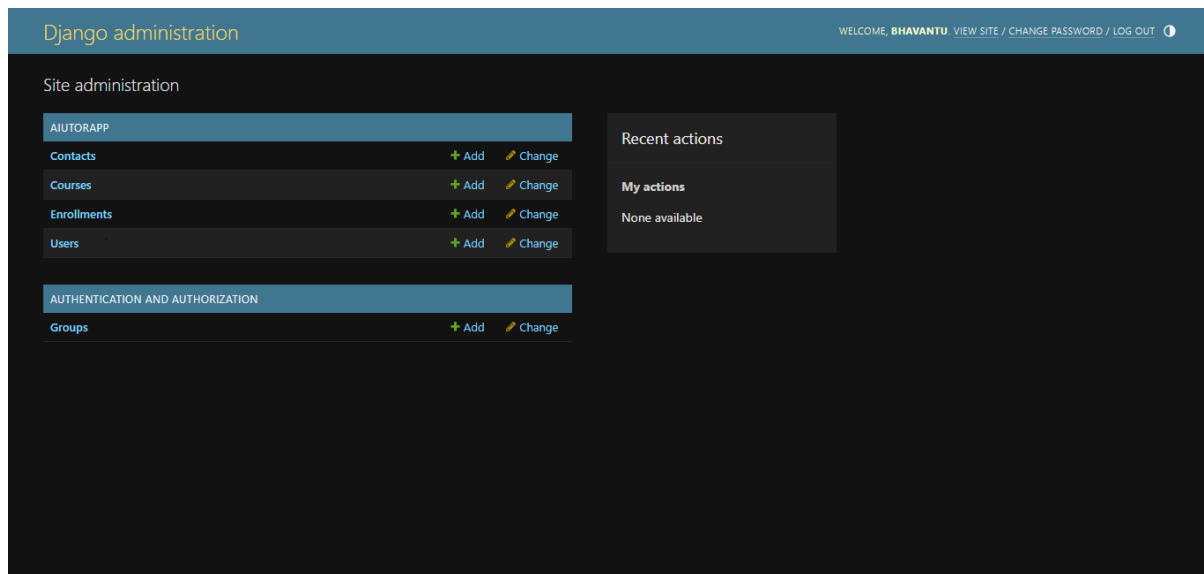 Django administration
WELCOME, BHAVANTU. VIEW SITE / CHANGE PASSWORD / LOG OUT
Site administration
AIUTORAPP
Contacts Add Change
Courses Add Change
Enrollments Add Change
Users Add Change
AUTHENTICATION AND AUTHORIZATION
Groups Add Change
Recent actions
My actions
None available